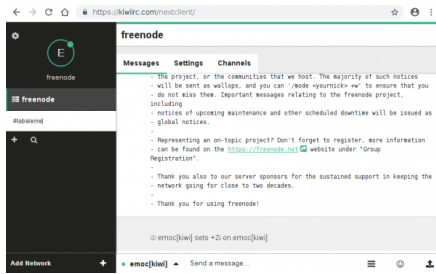 https://kiwiirc.com/nextclient/
E
freenode
freenode
#labaleine
Add Network +
freenode
Messages Settings Channels
- the project, or the communities that we host. The majority of such notices
- will be sent as wallops, and you can '/mode <yournick> +w' to ensure that you
- do not miss them. Important messages relating to the freenode project,
including
- notices of upcoming maintenance and other scheduled downtime will be issued as
- global notices.
-
- Representing an on-topic project? Don't forget to register, more information
- can be found on the https://freenode.net website under "Group
Registration".
-
- Thank you also to our server sponsors for the sustained support in keeping the
- network going for close to two decades.
-
- Thank you for using freenode!
emoc[kiwi] sets +Zi on emoc[kiwi]
emoc[kiwi] Send a message...